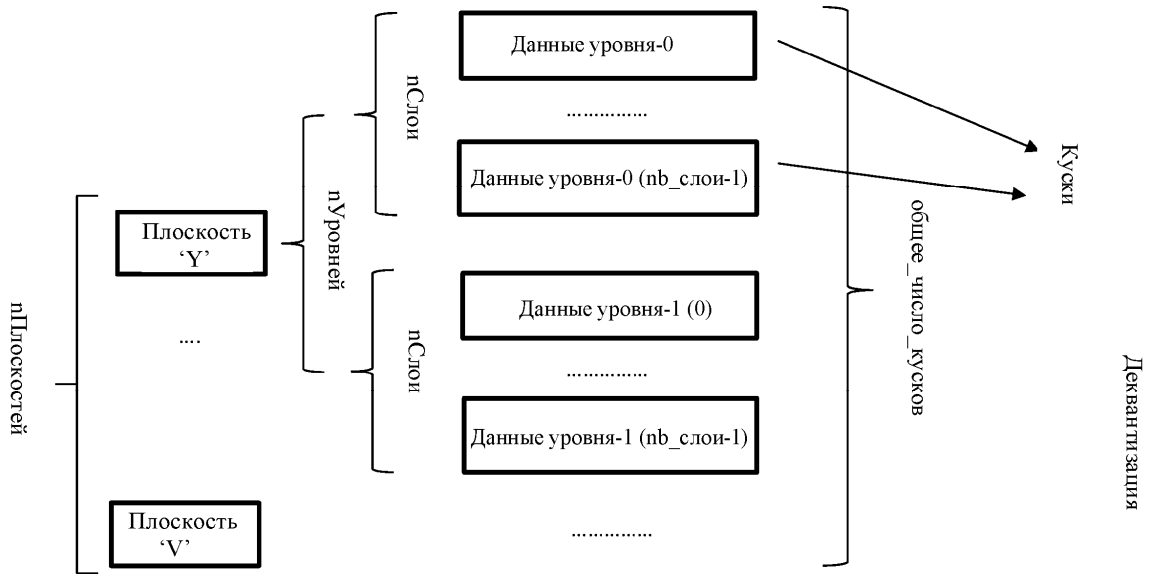 nПлоскостей
Плоскость
‘Y’
....
Плоскость
‘V’
nУровней
nСлои
nСлои
Данные уровня-0
...............
Данные уровня-0 (nb_слои-1)
Данные уровня-1 (0)
...............
Данные уровня-1 (nb_слои-1)
...............
общее_число_кусков
Куски
Деквантизация